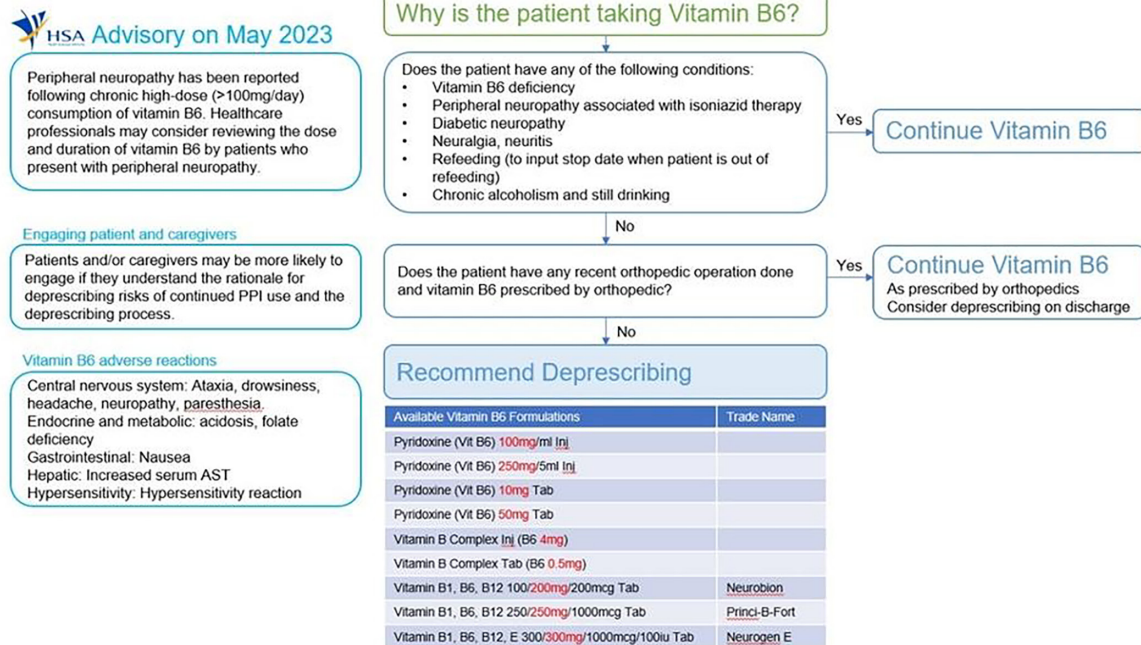 HSA Advisory on May 2023
Peripheral neuropathy has been reported
following chronic high-dose (>100mg/day)
consumption of vitamin B6. Healthcare
professionals may consider reviewing the dose
and duration of vitamin B6 by patients who
present with peripheral neuropathy.
Engaging patient and caregivers
Patients and/or caregivers may be more likely to
engage if they understand the rationale for
deprescribing risks of continued PPI use and the
deprescribing process.
Vitamin B6 adverse reactions
Central nervous system: Ataxia, drowsiness,
headache, neuropathy, paresthesia.
Endocrine and metabolic: acidosis, folate
deficiency
Gastrointestinal: Nausea
Hepatic: Increased serum AST
Hypersensitivity: Hypersensitivity reaction
Why is the patient taking Vitamin B6?
Does the patient have any of the following conditions:
• Vitamin B6 deficiency
• Peripheral neuropathy associated with isoniazid therapy
• Diabetic neuropathy
• Neuralgia, neuritis
• Refeeding (to input stop date when patient is out of
refeeding)
• Chronic alcoholism and still drinking
Yes
Continue Vitamin B6
No
Does the patient have any recent orthopedic operation done
and vitamin B6 prescribed by orthopedic?
Yes
Continue Vitamin B6
As prescribed by orthopedics
Consider deprescribing on discharge
No
Recommend Deprescribing
Available Vitamin B6 Formulations Trade Name
Pyridoxine (Vit B6) 100mg/ml Inj
Pyridoxine (Vit B6) 250mg/5ml Inj
Pyridoxine (Vit B6) 10mg Tab
Pyridoxine (Vit B6) 50mg Tab
Vitamin B Complex Inj (B6 4mg)
Vitamin B Complex Tab (B6 0.5mg)
Vitamin B1, B6, B12 100/200mg/200mcg Tab Neurobion
Vitamin B1, B6, B12 250/250mg/1000mcg Tab Princi-B-Fort
Vitamin B1, B6, B12, E 300/300mg/1000mcg/100iu Tab Neurogen E